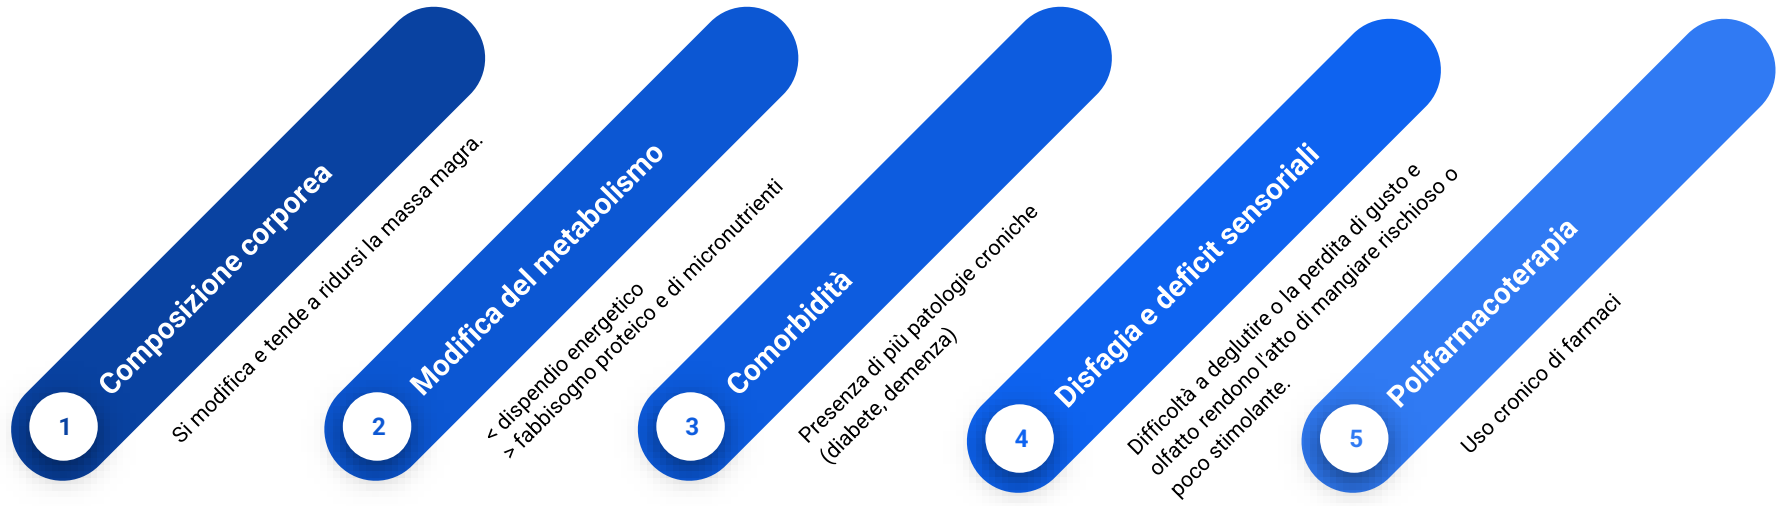 1
Composizione corporea
Si modifica e tende a ridursi la massa magra.
2
Modifica del metabolismo
< dispendio energetico
> fabbisogno proteico e di micronutrienti
3
Comorbidità
Presenza di più patologie croniche
(diabete, demenza)
4
Disfagia e deficit sensoriali
Difficoltà a deglutire o la perdita di gusto e
olfatto rendono l'atto di mangiare rischioso o
poco stimolante.
5
Polifarmacoterapia
Uso cronico di farmaci